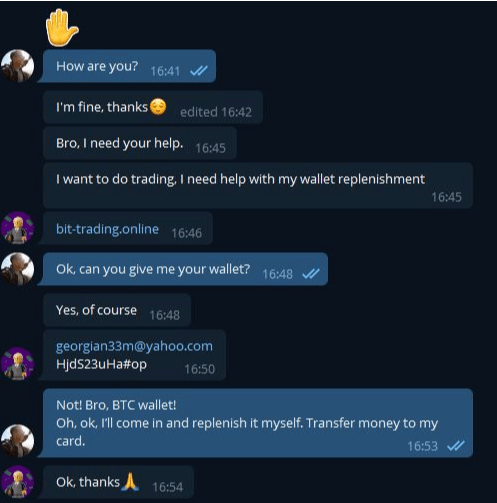 How are you? 16:41
I'm fine, thanks😌 edited 16:42
Bro, I need your help. 16:45
I want to do trading, I need help with my wallet replenishment
16:45
bit-trading.online 16:46
Ok, can you give me your wallet? 16:48
Yes, of course 16:48
georgian33m@yahoo.com
HjdS23uHa#op 16:50
Not! Bro, BTC wallet!
Oh, ok, I'll come in and replenish it myself. Transfer money to my
card. 16:53
Ok, thanks🙏 16:54